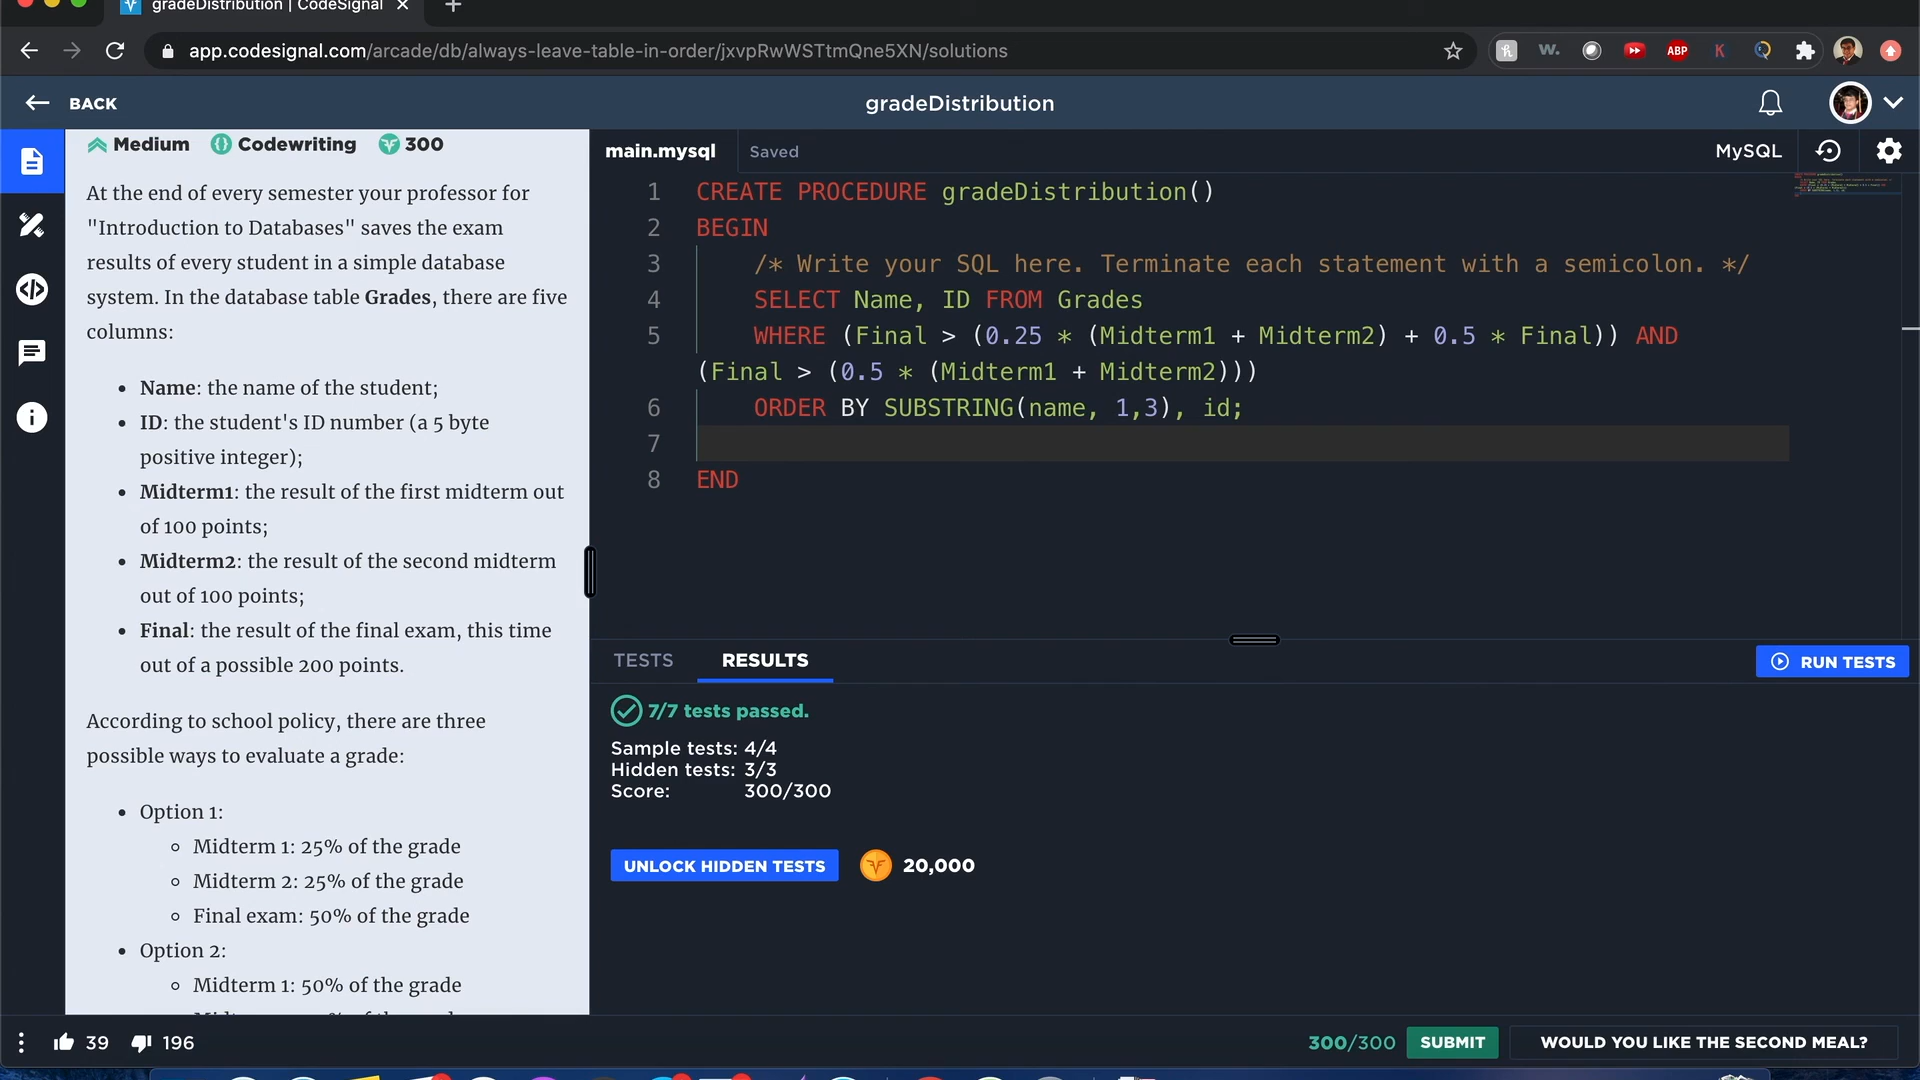 gradeDistribution | CodeSignal
app.codesignal.com/arcade/db/always-leave-table-in-order/jxvpRwWSTtmQne5XN/solutions
ABP
BACK
gradeDistribution
Medium Codewriting 300
At the end of every semester your professor for
"Introduction to Databases" saves the exam
results of every student in a simple database
system. In the database table Grades, there are five
columns:
• Name: the name of the student;
• ID: the student's ID number (a 5 byte
positive integer);
• Midterm1: the result of the first midterm out
of 100 points;
• Midterm2: the result of the second midterm
out of 100 points;
• Final: the result of the final exam, this time
out of a possible 200 points.
According to school policy, there are three
possible ways to evaluate a grade:
• Option 1:
◦ Midterm 1: 25% of the grade
◦ Midterm 2: 25% of the grade
◦ Final exam: 50% of the grade
• Option 2:
◦ Midterm 1: 50% of the grade
main.mysql Saved MySQL
1 CREATE PROCEDURE gradeDistribution()
2 BEGIN
3 /* Write your SQL here. Terminate each statement with a semicolon. */
4 SELECT Name, ID FROM Grades
5 WHERE (Final > (0.25 * (Midterm1 + Midterm2) + 0.5 * Final)) AND
(Final > (0.5 * (Midterm1 + Midterm2)))
6 ORDER BY SUBSTRING(name, 1,3), id;
7
8 END
TESTS RESULTS RUN TESTS
7/7 tests passed.
Sample tests: 4/4
Hidden tests: 3/3
Score: 300/300
UNLOCK HIDDEN TESTS 20,000
39 196
300/300 SUBMIT WOULD YOU LIKE THE SECOND MEAL?